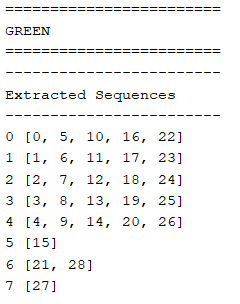 ========================
GREEN
========================
------------------------
Extracted Sequences
------------------------
0 [0, 5, 10, 16, 22]
1 [1, 6, 11, 17, 23]
2 [2, 7, 12, 18, 24]
3 [3, 8, 13, 19, 25]
4 [4, 9, 14, 20, 26]
5 [15]
6 [21, 28]
7 [27]